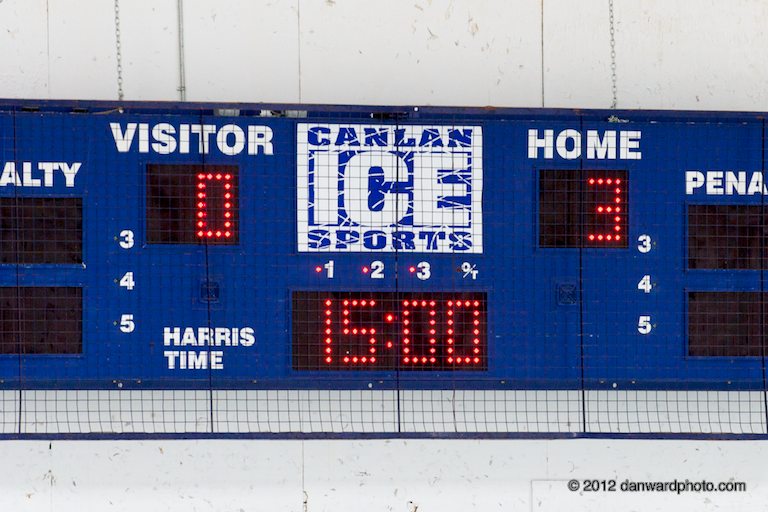 VISITOR
CANLAN
ICE
SPORTS
HOME
ALTY
PENA
0
3
3
4
5
1 2 3 O/T
3
4
5
15:00
HARRIS
TIME
© 2012 danwardphoto.com